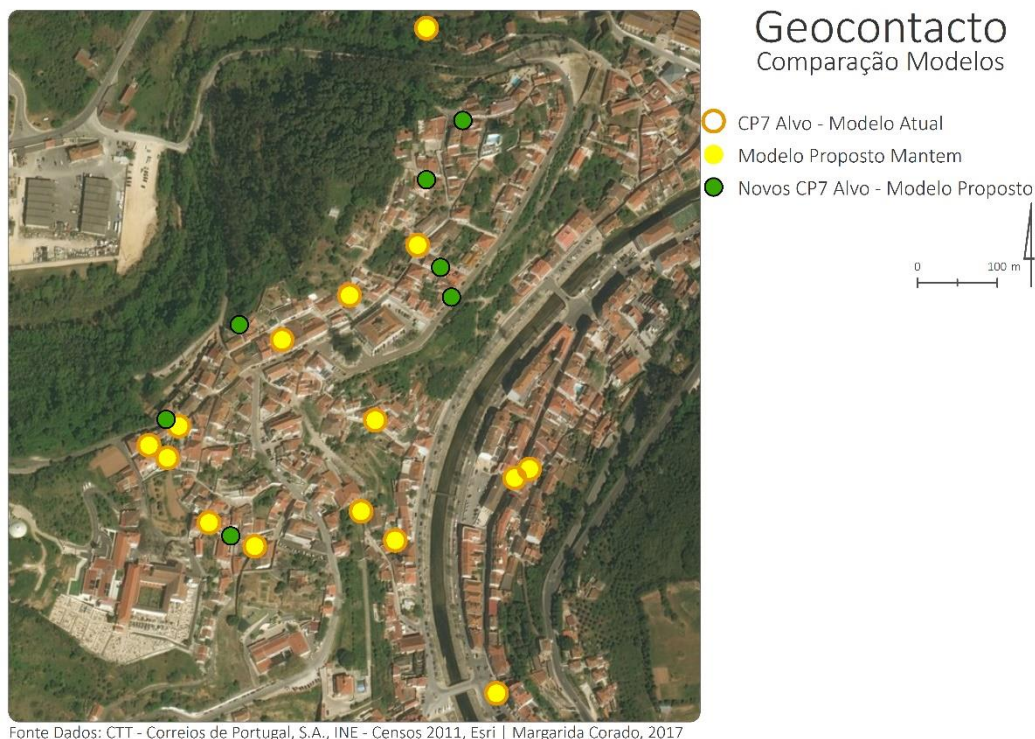 Geocontacto
Comparação Modelos
CP7 Alvo - Modelo Atual
Modelo Proposto Mantem
Novos CP7 Alvo - Modelo Proposto
0 100 m
Fonte Dados: CTT - Correios de Portugal, S.A., INE - Censos 2011, Esri | Margarida Corado, 2017